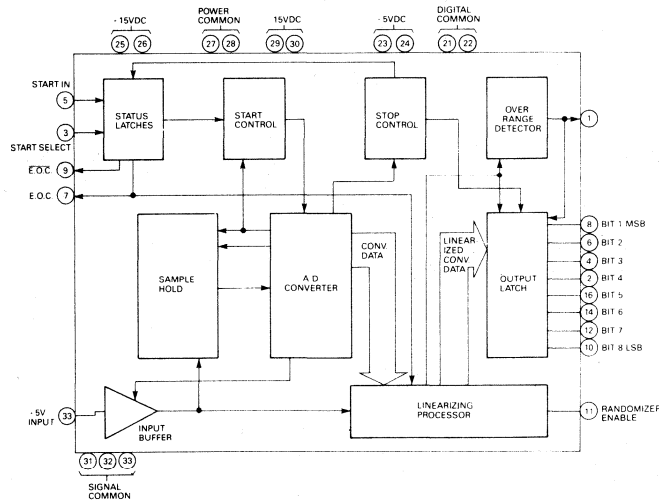 - 15VDC
POWER
COMMON
15VDC
- 5VDC
DIGITAL
COMMON
25 26
27 28
29 30
23 24
21 22
START IN
5
3
START SELECT
E.O.C. 9
E.O.C. 7
STATUS
LATCHES
START
CONTROL
STOP
CONTROL
OVER
RANGE
DETECTOR
1
SAMPLE
HOLD
A D
CONVERTER
CONV.
DATA
LINEAR-
IZED
CONV.
DATA
OUTPUT
LATCH
8 BIT 1 MSB
6 BIT 2
4 BIT 3
2 BIT 4
16 BIT 5
14 BIT 6
12 BIT 7
10 BIT 8 LSB
- 5V
INPUT
33
INPUT
BUFFER
LINEARIZING
PROCESSOR
11 RANDOMIZER
ENABLE
31 32 33
SIGNAL
COMMON